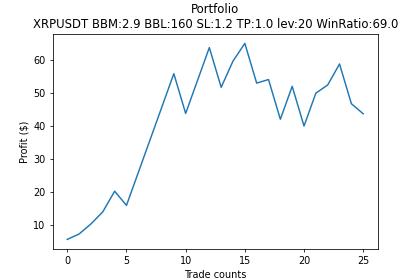 Portfolio
XRPUSDT BBM:2.9 BBL:160 SL:1.2 TP:1.0 lev:20 WinRatio:69.0
60
50
40
30
20
10
Profit ($)
0 5 10 15 20 25
Trade counts